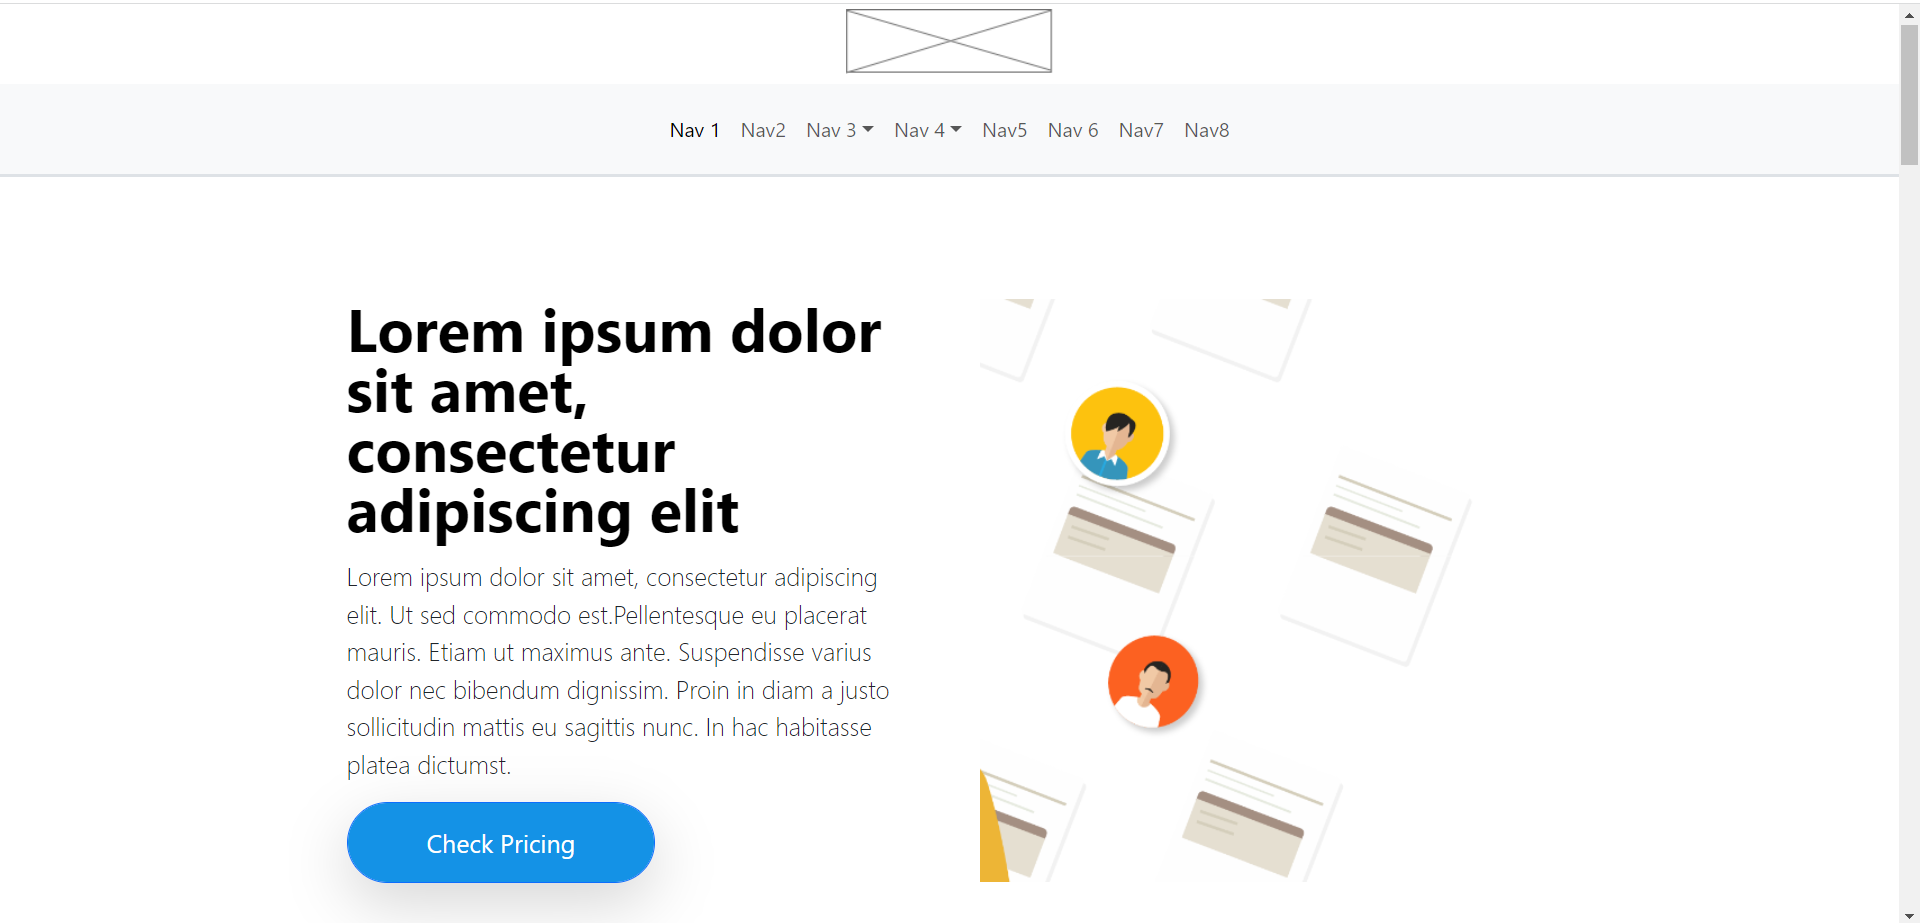 Nav 1 Nav2 Nav 3 Nav 4 Nav5 Nav 6 Nav7 Nav8
Lorem ipsum dolor
sit amet,
consectetur
adipiscing elit
Lorem ipsum dolor sit amet, consectetur adipiscing
elit. Ut sed commodo est.Pellentesque eu placerat
mauris. Etiam ut maximus ante. Suspendisse varius
dolor nec bibendum dignissim. Proin in diam a justo
sollicitudin mattis eu sagittis nunc. In hac habitasse
platea dictumst.
Check Pricing